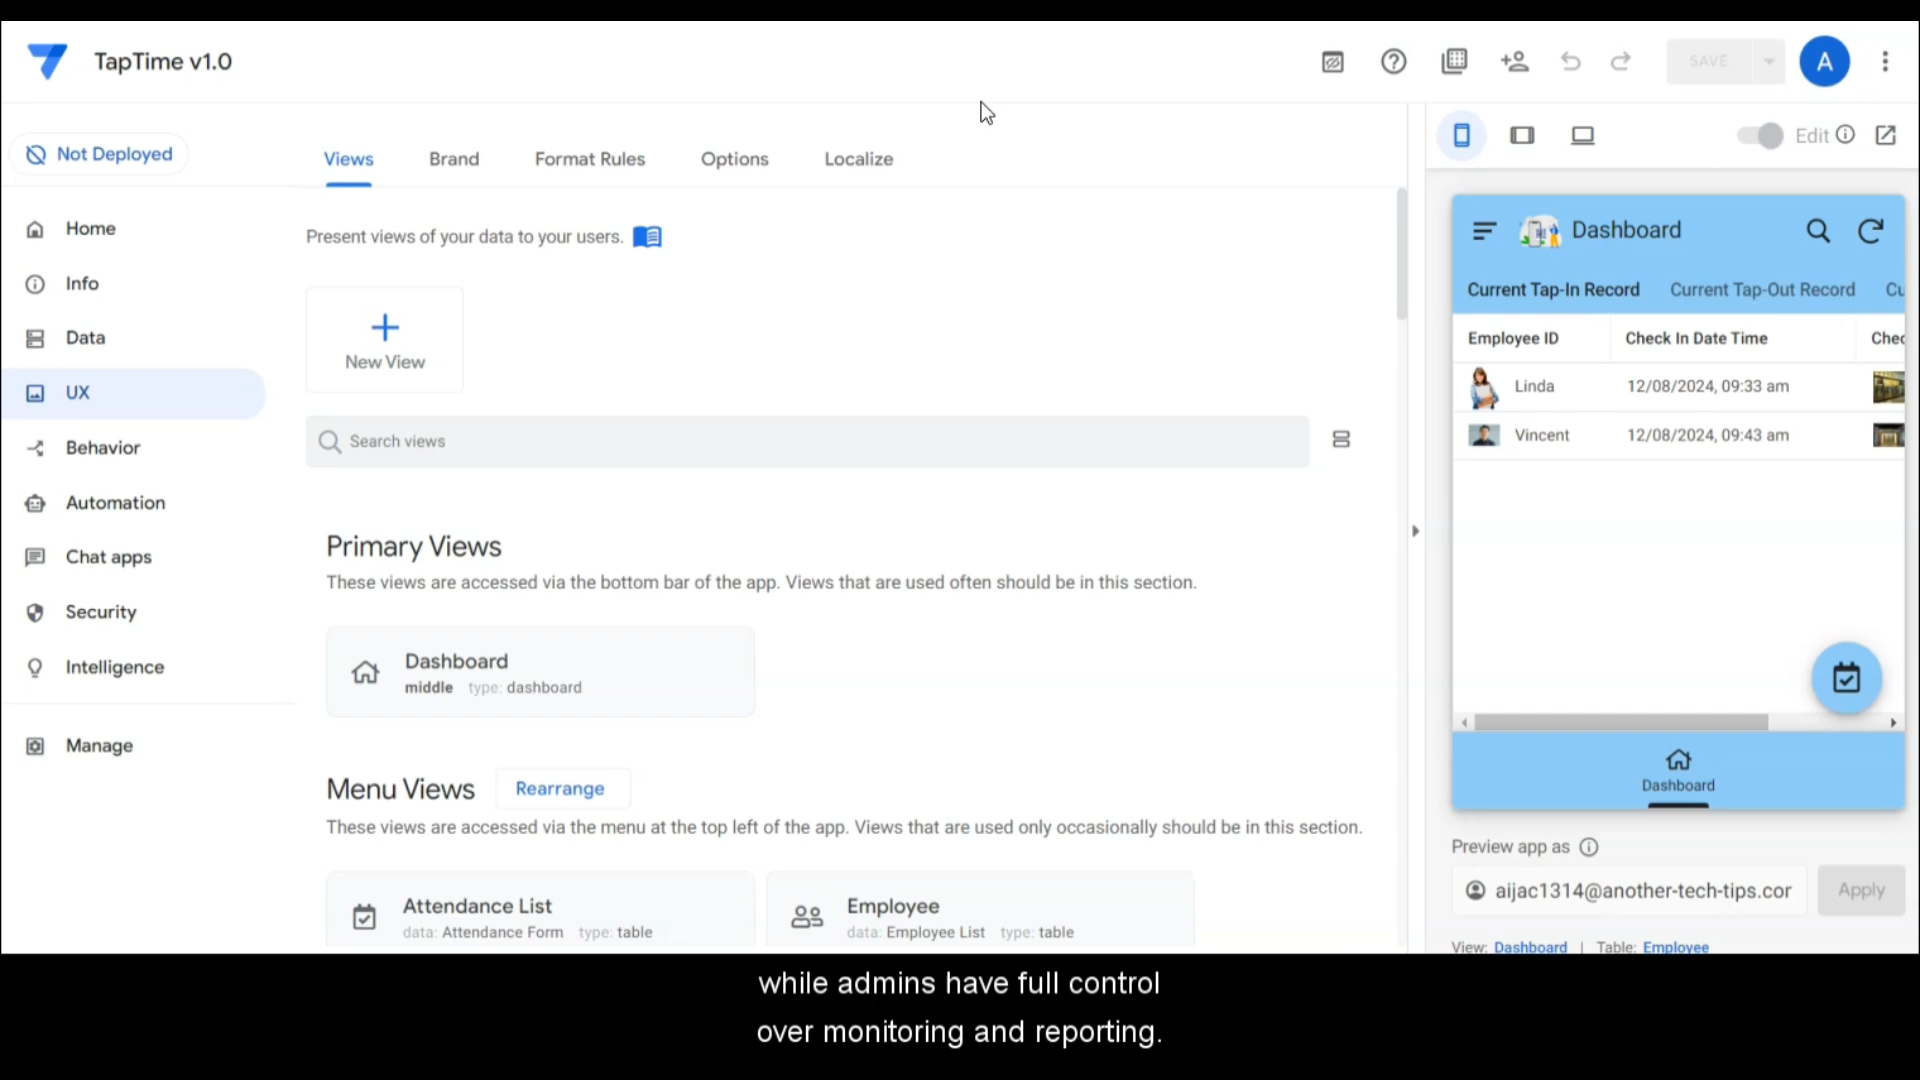 TapTime v1.0
SAVE
A
Not Deployed
Views Brand Format Rules Options Localize
Edit
Home
Info
Data
UX
Behavior
Automation
Chat apps
Security
Intelligence
Manage
Present views of your data to your users.
New View
Search views
Primary Views
These views are accessed via the bottom bar of the app. Views that are used often should be in this section.
Dashboard
middle type: dashboard
Menu Views Rearrange
These views are accessed via the menu at the top left of the app. Views that are used only occasionally should be in this section.
Attendance List
data: Attendance Form type: table
Employee
data: Employee List type: table
Dashboard
Current Tap-In Record Current Tap-Out Record Cu
Employee ID Check In Date Time Chec
Linda 12/08/2024, 09:33 am
Vincent 12/08/2024, 09:43 am
Dashboard
Preview app as
aijac1314@another-tech-tips.cor
Apply
View: Dashboard | Table: Employee
while admins have full control
over monitoring and reporting.